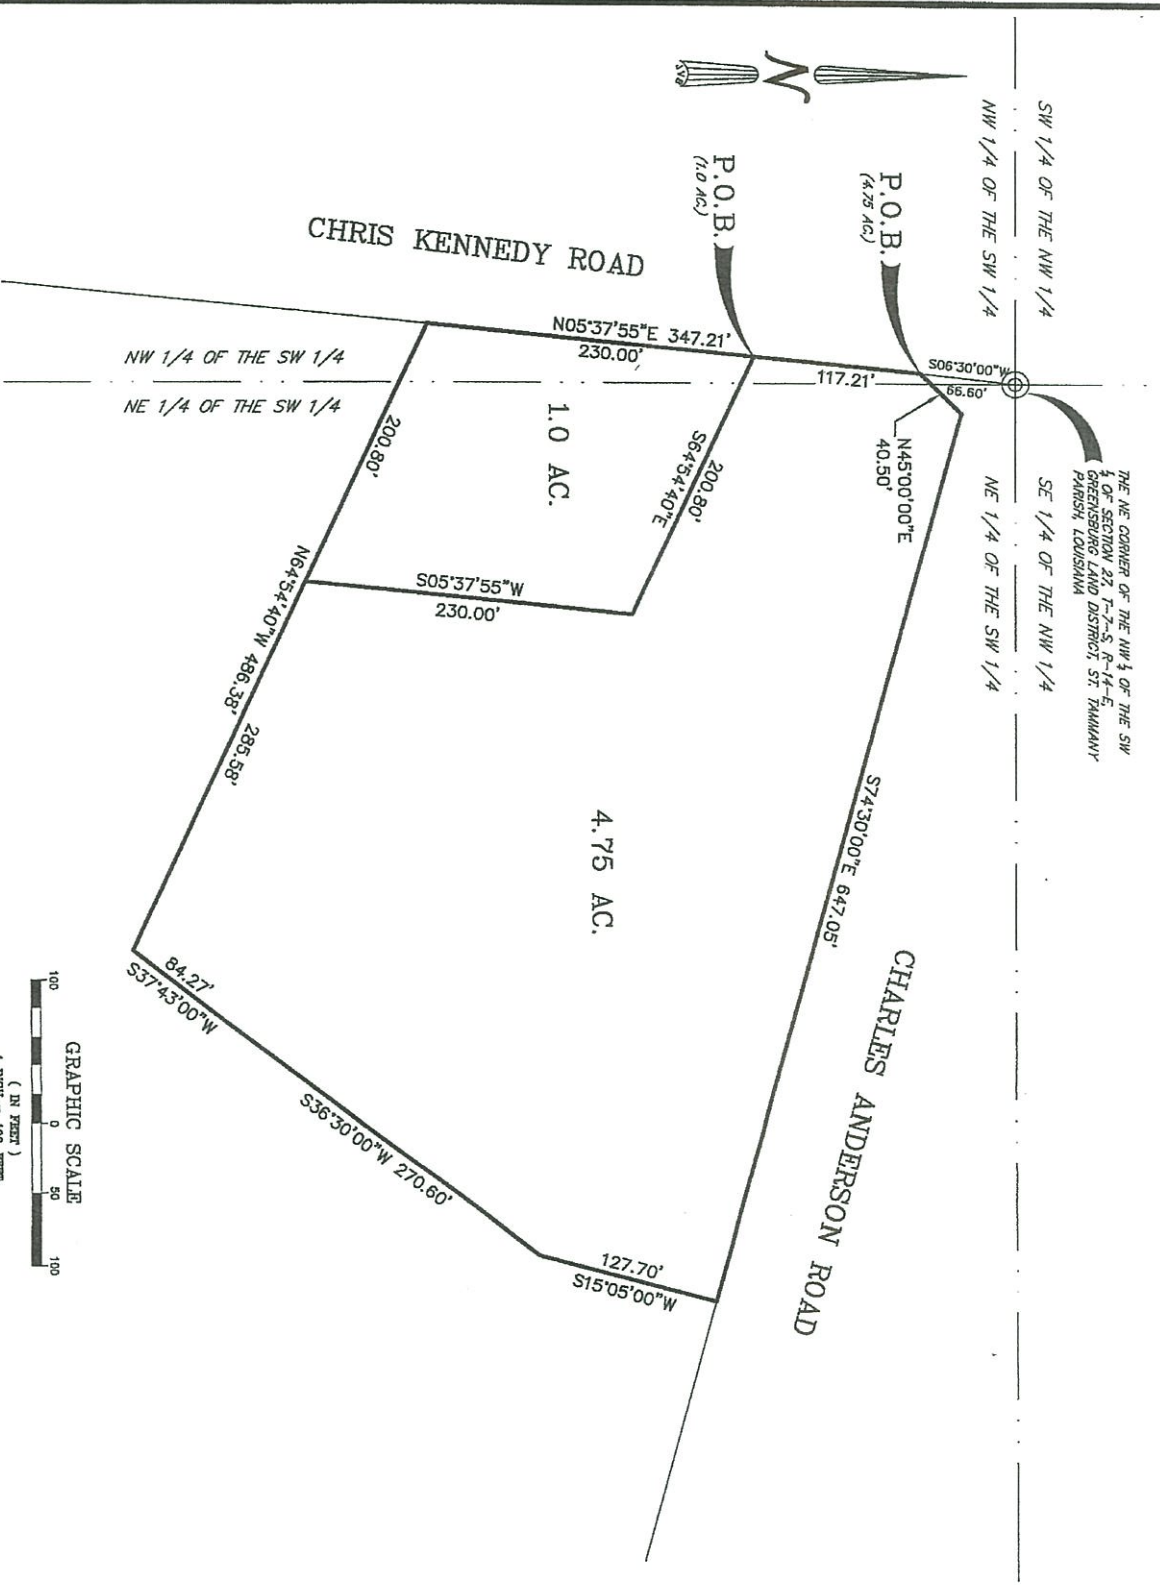 SW 1/4 OF THE NW 1/4
NW 1/4 OF THE SW 1/4
SE 1/4 OF THE NW 1/4
NE 1/4 OF THE SW 1/4
THE NE CORNER OF THE NW ¼ OF THE SW
¼ OF SECTION 27, T-7-S, R-14-E,
GREENSBURG LAND DISTRICT, ST. TAMMANY
PARISH, LOUISIANA
N
P.O.B.
(4.75 AC.)
P.O.B.
(1.0 AC.)
S06°30'00"W
66.60'
N45°00'00"E
40.50'
117.21'
CHRIS KENNEDY ROAD
N05°37'55"E 347.21'
230.00'
S64°54'40"E
200.80'
1.0 AC.
S05°37'55"W
230.00'
NW 1/4 OF THE SW 1/4
NE 1/4 OF THE SW 1/4
200.80'
N64°54'40"W 486.38'
285.58'
S74°30'00"E 647.05'
CHARLES ANDERSON ROAD
4.75 AC.
84.27'
S37°43'00"W
S36°30'00"W 270.60'
127.70'
S15°05'00"W
GRAPHIC SCALE
100 0 50 100
( IN FEET )